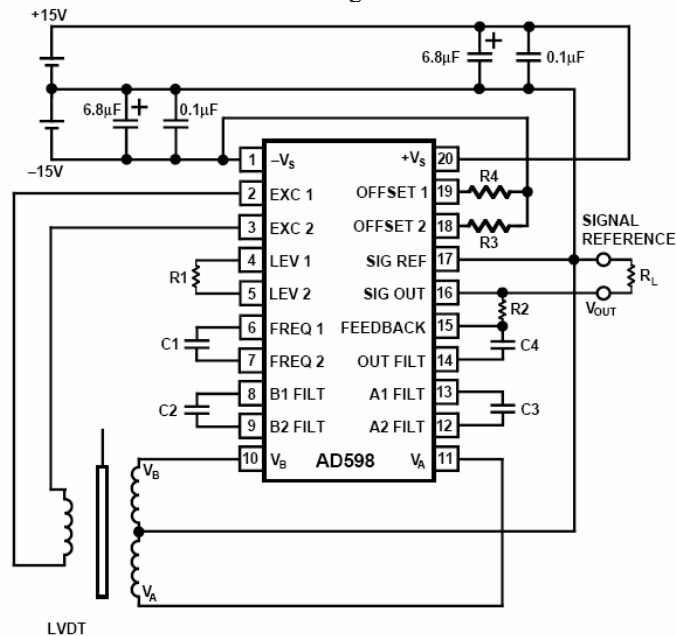 +15V
6.8µF
+
0.1µF
6.8µF
+
0.1µF
–15V
1
–VS
+VS
20
2
EXC 1
OFFSET 1
19
R4
3
EXC 2
OFFSET 2
18
R3
SIGNAL
REFERENCE
4
LEV 1
SIG REF
17
R1
RL
5
LEV 2
SIG OUT
16
VOUT
R2
6
FREQ 1
FEEDBACK
15
C1
C4
7
FREQ 2
OUT FILT
14
8
B1 FILT
A1 FILT
13
C2
C3
9
B2 FILT
A2 FILT
12
10
VB
AD598
VA
11
VB
VA
LVDT